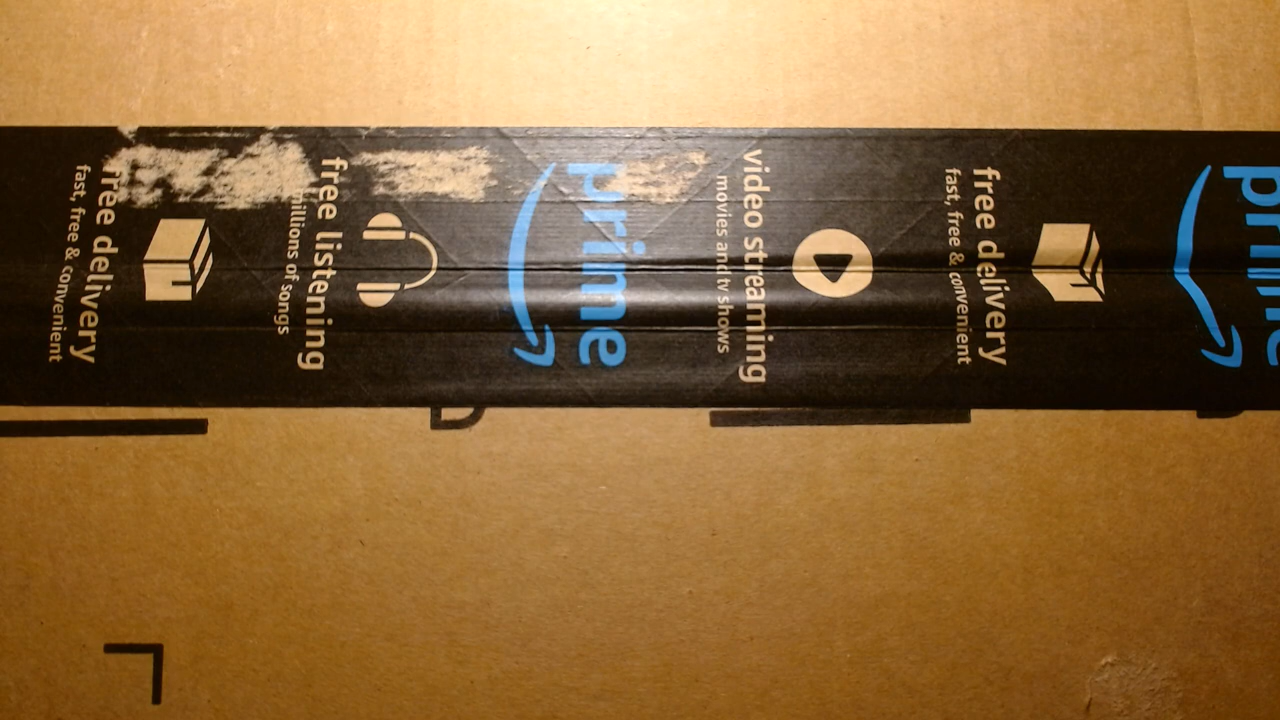 prime
free delivery
fast, free & convenient
video streaming
movies and tv shows
prime
free listening
millions of songs
free delivery
fast, free & convenient